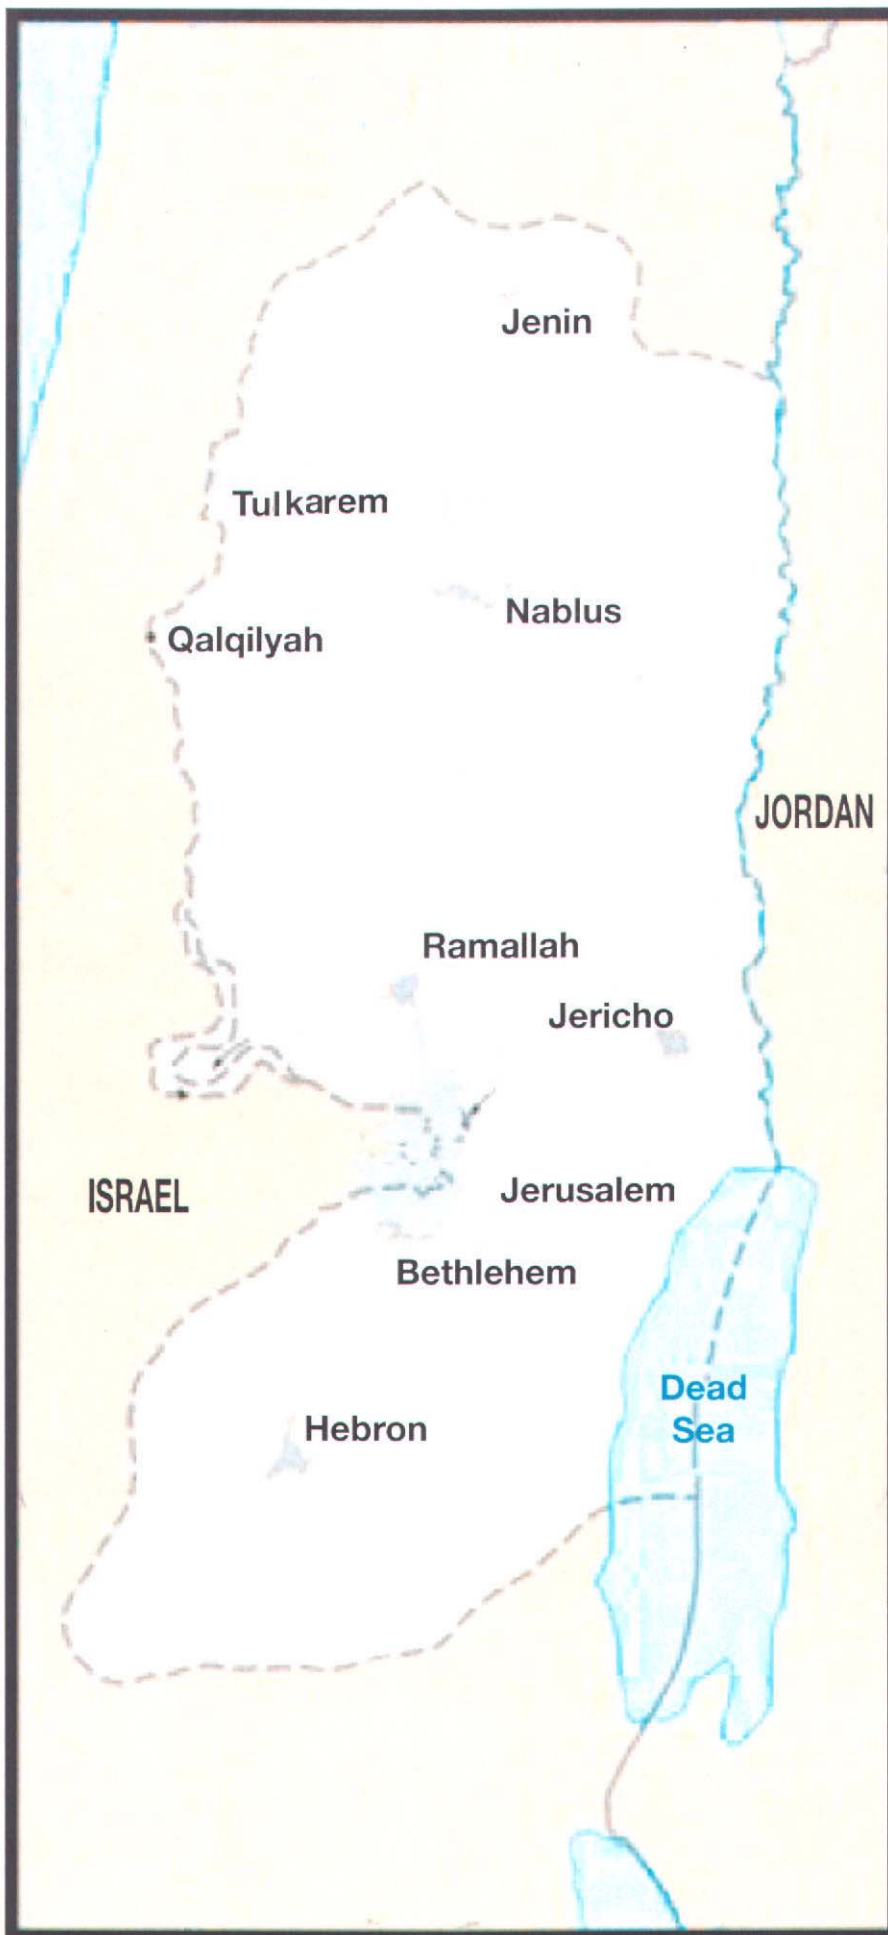 Jenin
Tulkarem
Nablus
Qalqilyah
JORDAN
Ramallah
Jericho
ISRAEL
Jerusalem
Bethlehem
Dead
Sea
Hebron